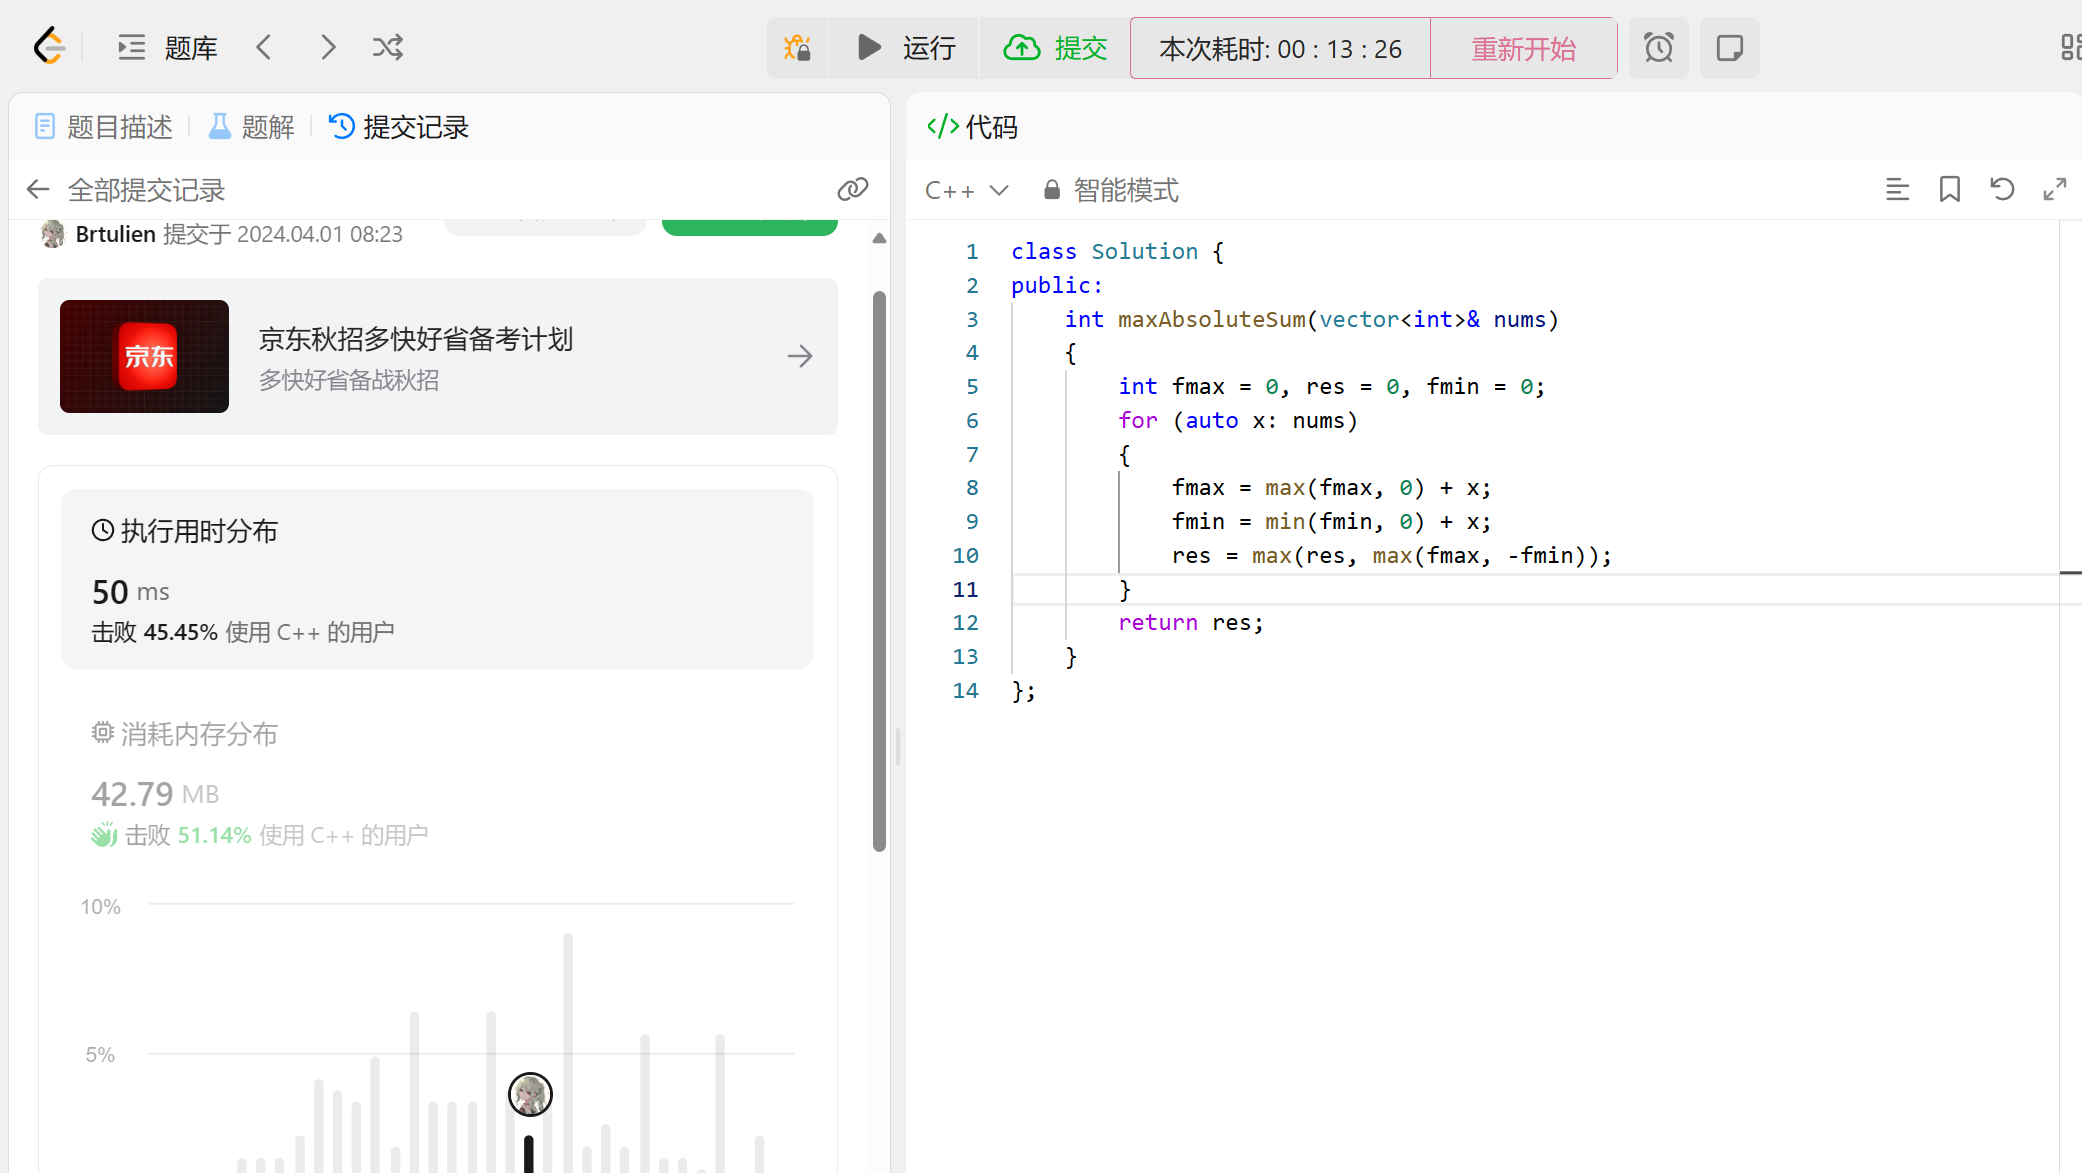 题库
运行
提交
本次耗时: 00 : 13 : 26
重新开始
题目描述
题解
提交记录
全部提交记录
Brtulien 提交于 2024.04.01 08:23
京东
京东秋招多快好省备考计划
多快好省备战秋招
执行用时分布
50 ms
击败 45.45% 使用 C++ 的用户
消耗内存分布
42.79 MB
击败 51.14% 使用 C++ 的用户
10%
5%
代码
C++
智能模式
1 class Solution {
2 public:
3     int maxAbsoluteSum(vector<int>& nums)
4     {
5         int fmax = 0, res = 0, fmin = 0;
6         for (auto x: nums)
7         {
8             fmax = max(fmax, 0) + x;
9             fmin = min(fmin, 0) + x;
10             res = max(res, max(fmax, -fmin));
11         }
12         return res;
13     }
14 };